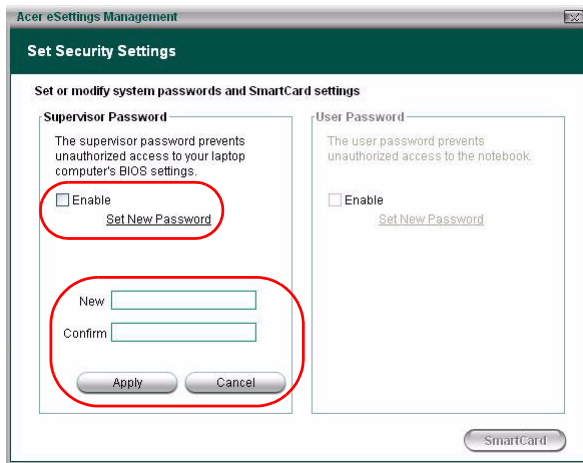 Acer eSettings Management
Set Security Settings
Set or modify system passwords and SmartCard settings
Supervisor Password
The supervisor password prevents
unauthorized access to your laptop
computer's BIOS settings.
Enable
Set New Password
New
Confirm
Apply
Cancel
User Password
The user password prevents
unauthorized access to the notebook.
Enable
Set New Password
SmartCard